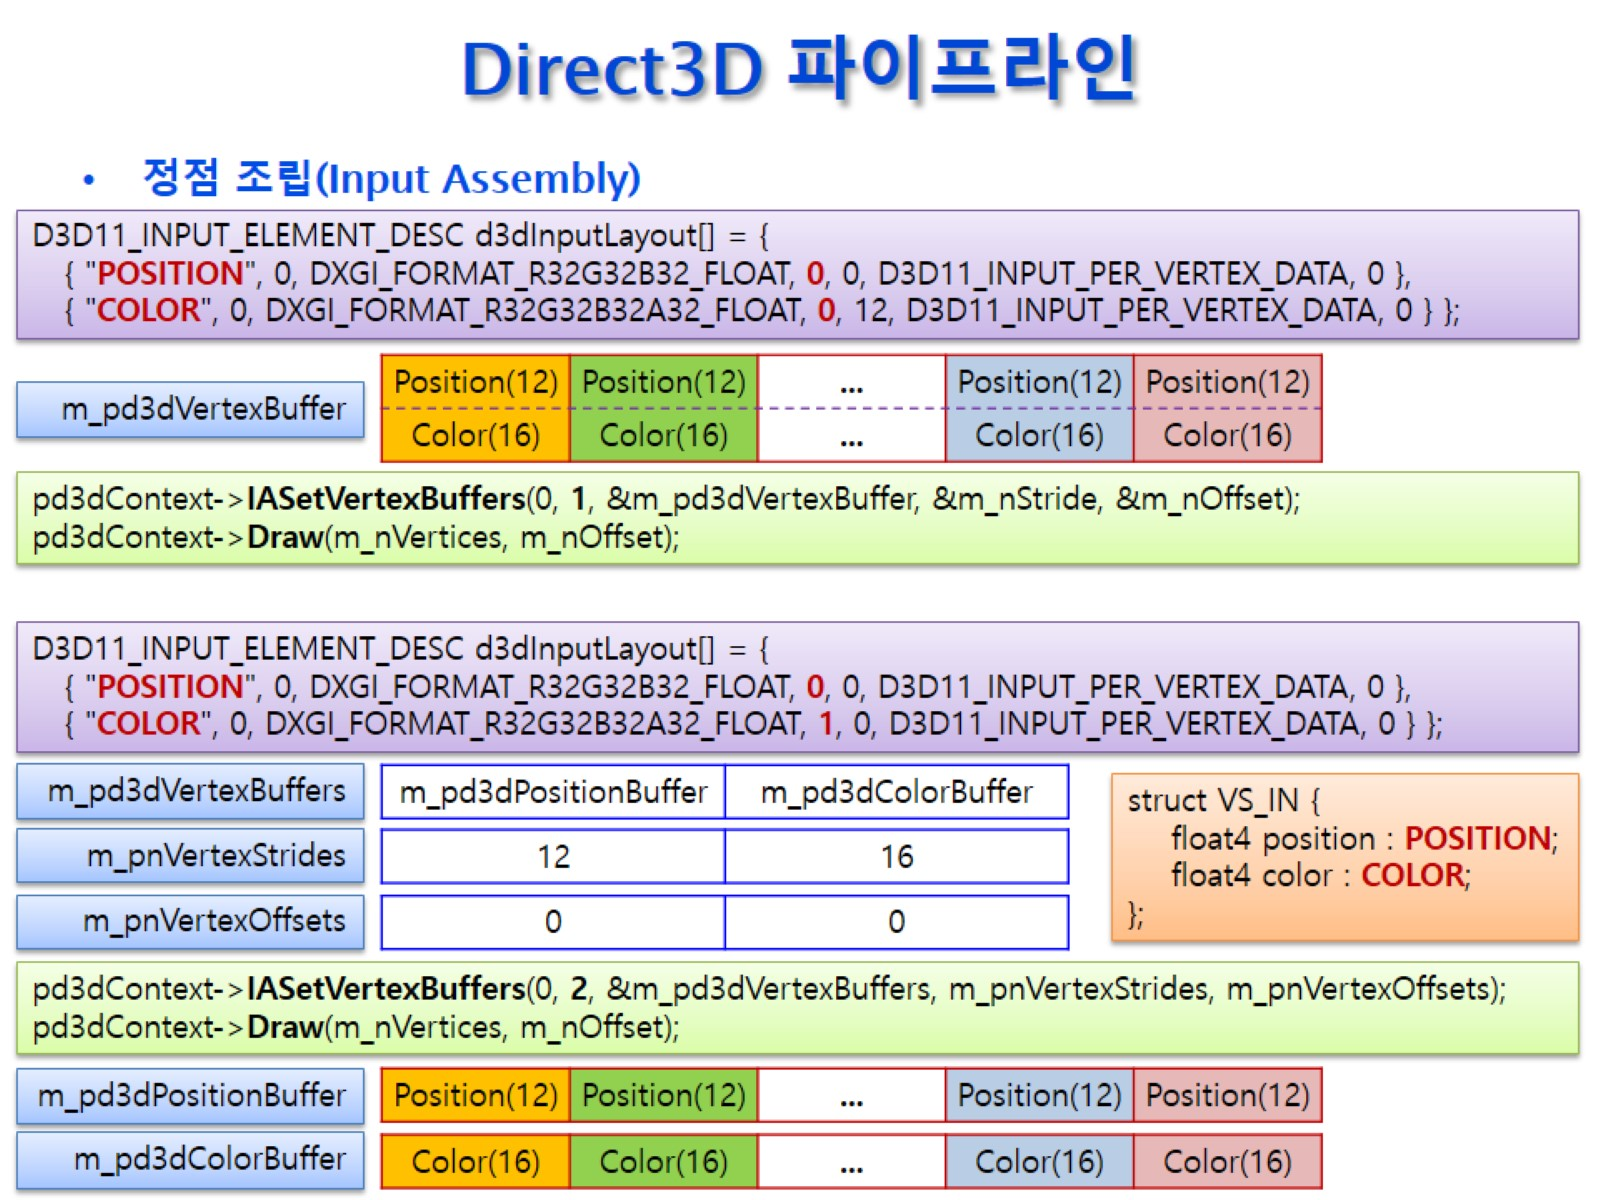 Direct3D 파이프라인
• 정점 조립(Input Assembly)
D3D11_INPUT_ELEMENT_DESC d3dInputLayout[] = {
{ "POSITION", 0, DXGI_FORMAT_R32G32B32_FLOAT, 0, 0, D3D11_INPUT_PER_VERTEX_DATA, 0 },
{ "COLOR", 0, DXGI_FORMAT_R32G32B32A32_FLOAT, 0, 12, D3D11_INPUT_PER_VERTEX_DATA, 0 } };
m_pd3dVertexBuffer
Position(12) Position(12) ... Position(12) Position(12)
Color(16) Color(16) ... Color(16) Color(16)
pd3dContext->IASetVertexBuffers(0, 1, &m_pd3dVertexBuffer, &m_nStride, &m_nOffset);
pd3dContext->Draw(m_nVertices, m_nOffset);
D3D11_INPUT_ELEMENT_DESC d3dInputLayout[] = {
{ "POSITION", 0, DXGI_FORMAT_R32G32B32_FLOAT, 0, 0, D3D11_INPUT_PER_VERTEX_DATA, 0 },
{ "COLOR", 0, DXGI_FORMAT_R32G32B32A32_FLOAT, 1, 0, D3D11_INPUT_PER_VERTEX_DATA, 0 } };
m_pd3dVertexBuffers m_pd3dPositionBuffer m_pd3dColorBuffer
m_pnVertexStrides 12 16
m_pnVertexOffsets 0 0
struct VS_IN {
float4 position : POSITION;
float4 color : COLOR;
};
pd3dContext->IASetVertexBuffers(0, 2, &m_pd3dVertexBuffers, m_pnVertexStrides, m_pnVertexOffsets);
pd3dContext->Draw(m_nVertices, m_nOffset);
m_pd3dPositionBuffer Position(12) Position(12) ... Position(12) Position(12)
m_pd3dColorBuffer Color(16) Color(16) ... Color(16) Color(16)